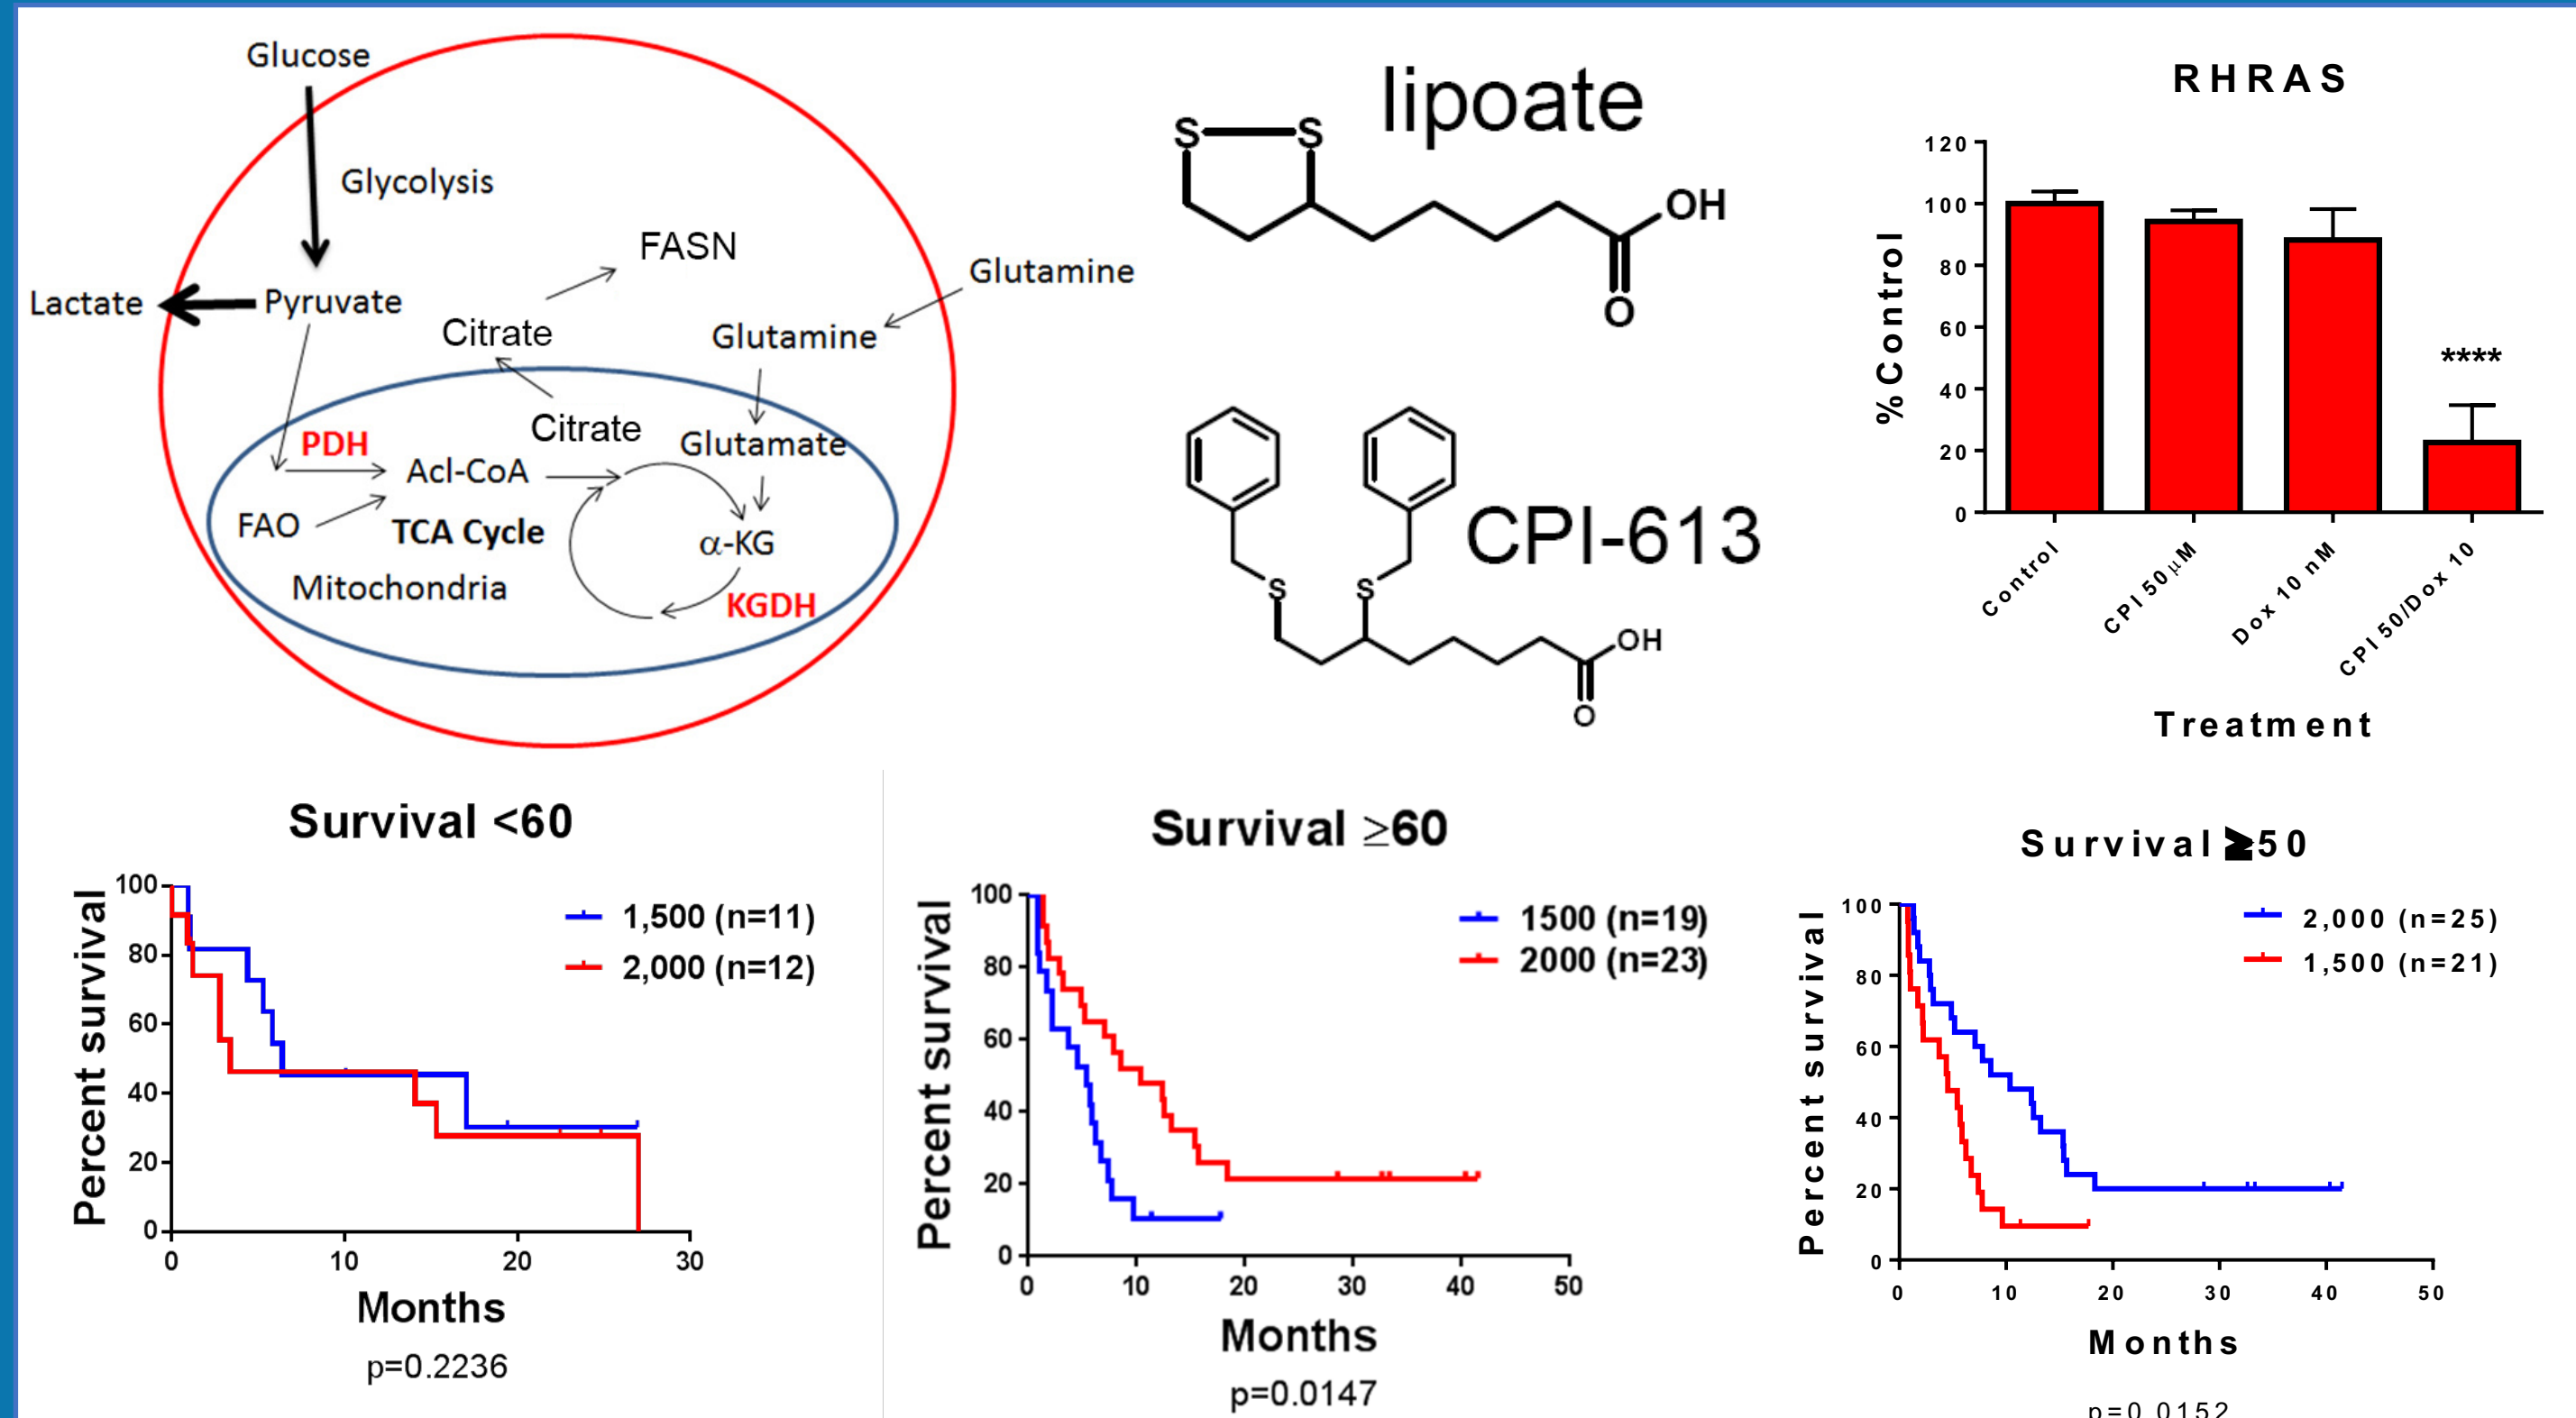 Glucose
Glycolysis
FASN
Glutamine
Lactate
Pyruvate
Citrate
Glutamine
Citrate
PDH
Glutamate
Acl-CoA
FAO
TCA Cycle
α-KG
Mitochondria
KGDH
lipoate
S S
OH
O
CPI-613
S S
OH
O
RHRAS
% Control
120
100
80
60
40
20
0
****
Control
CPI 50μM
Dox 10 nM
CPI 50/Dox 10
Treatment
Survival <60
Percent survival
100
80
60
40
20
0
1,500 (n=11)
2,000 (n=12)
0 10 20 30
Months
p=0.2236
Survival ≥60
Percent survival
100
80
60
40
20
0
1500 (n=19)
2000 (n=23)
0 10 20 30 40 50
Months
p=0.0147
Survival ≥50
Percent survival
100
80
60
40
20
0
2,000 (n=25)
1,500 (n=21)
0 10 20 30 40 50
Months
p=0.0152